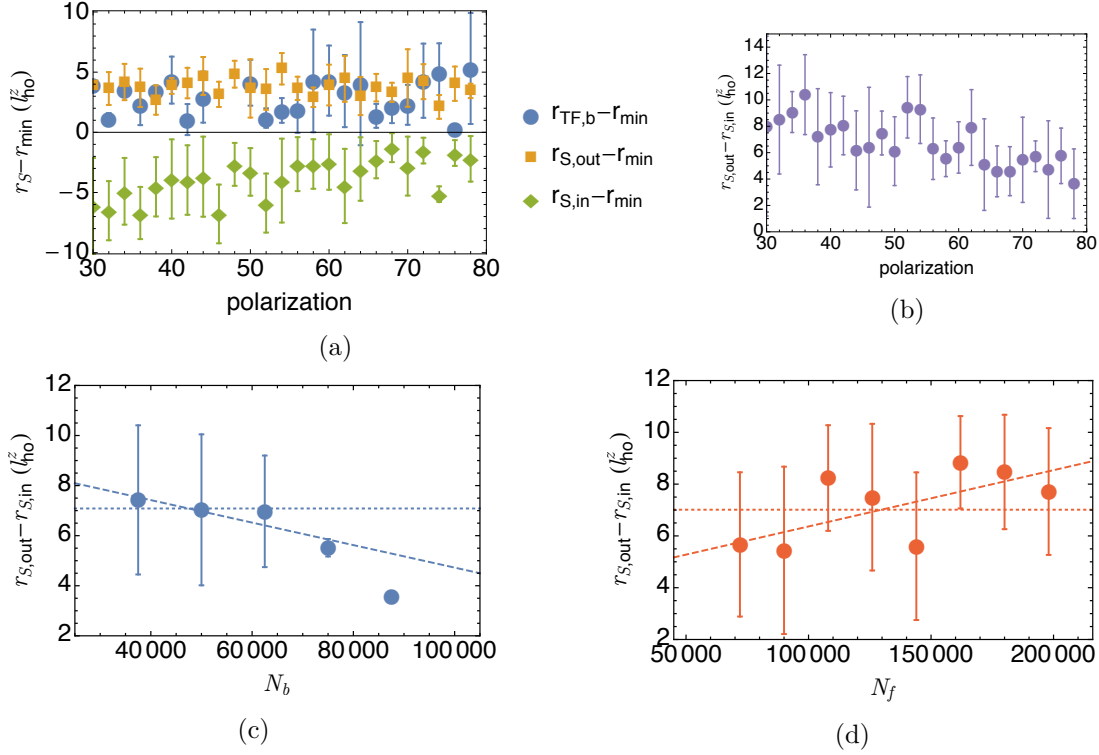 10
5
0
−5
−10
r_S−r_min (l_ho^z)
30 40 50 60 70 80
polarization
r_TF,b−r_min
r_S,out−r_min
r_S,in−r_min
(a)
14
12
10
8
6
4
2
0
r_S,out−r_S,in (l_ho^z)
30 40 50 60 70 80
polarization
(b)
12
10
8
6
4
2
r_S,out−r_S,in (l_ho^z)
40 000 60 000 80 000 100 000
N_b
(c)
12
10
8
6
4
2
r_S,out−r_S,in (l_ho^z)
50 000 100 000 150 000 200 000
N_f
(d)